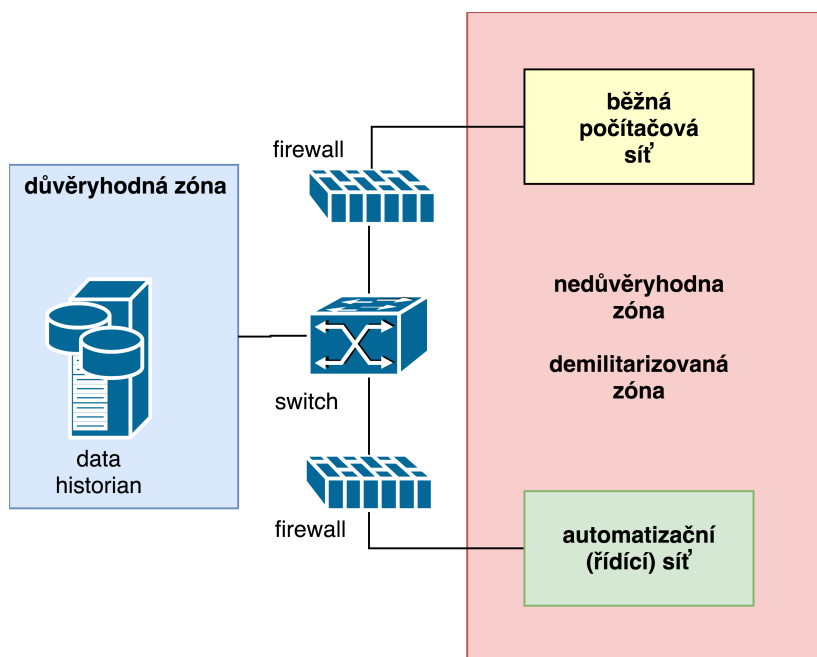 běžná
počítačová
síť
firewall
důvěryhodná zóna
nedůvěryhodna
zóna
demilitarizovaná
zóna
switch
data
historian
firewall
automatizační
(řídící) síť